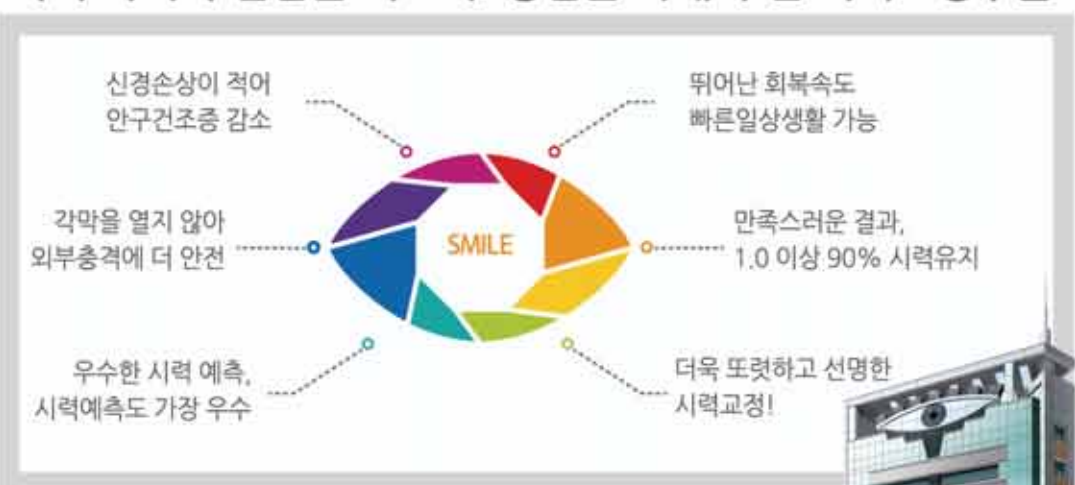 신경손상이 적어
안구건조증 감소
뛰어난 회복속도
빠른일상생활 가능
각막을 열지 않아
외부충격에 더 안전
SMILE
만족스러운 결과,
1.0 이상 90% 시력유지
우수한 시력 예측,
시력예측도 가장 우수
더욱 또렷하고 선명한
시력교정!